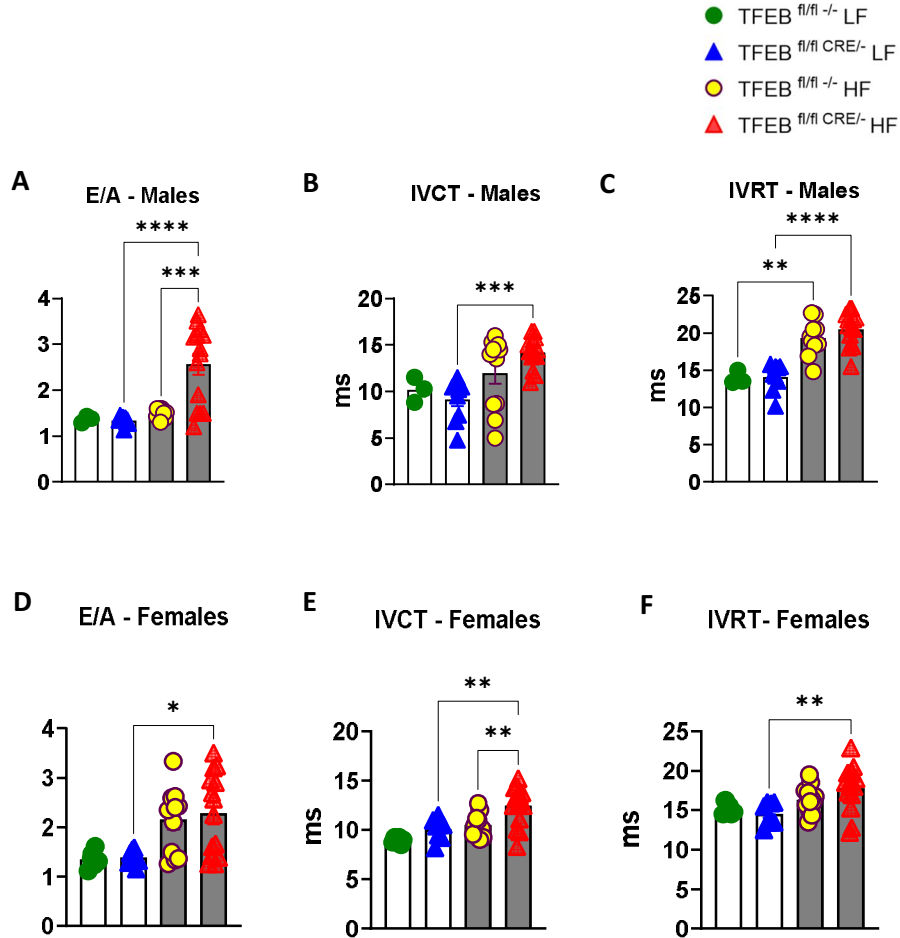 TFEB fl/fl -/- LF
TFEB fl/fl CRE/- LF
TFEB fl/fl -/- HF
TFEB fl/fl CRE/- HF
A
E/A - Males
****
***
4
3
2
1
0
B
IVCT - Males
***
20
15
10
5
0
ms
C
IVRT - Males
****
**
25
20
15
10
5
0
ms
D
E/A - Females
*
4
3
2
1
0
E
IVCT - Females
**
**
20
15
10
5
0
ms
F
IVRT- Females
**
25
20
15
10
5
0
ms